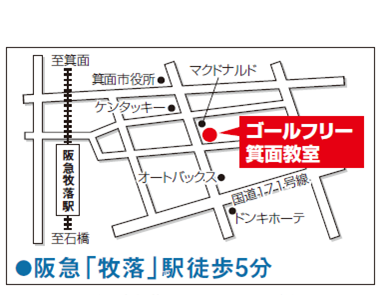 至箕面
箕面市役所
マクドナルド
ケンタッキー
ゴールフリー
箕面教室
阪急牧落駅
オートバックス
国道171号線
ドンキホーテ
至石橋
●阪急「牧落」駅徒歩5分